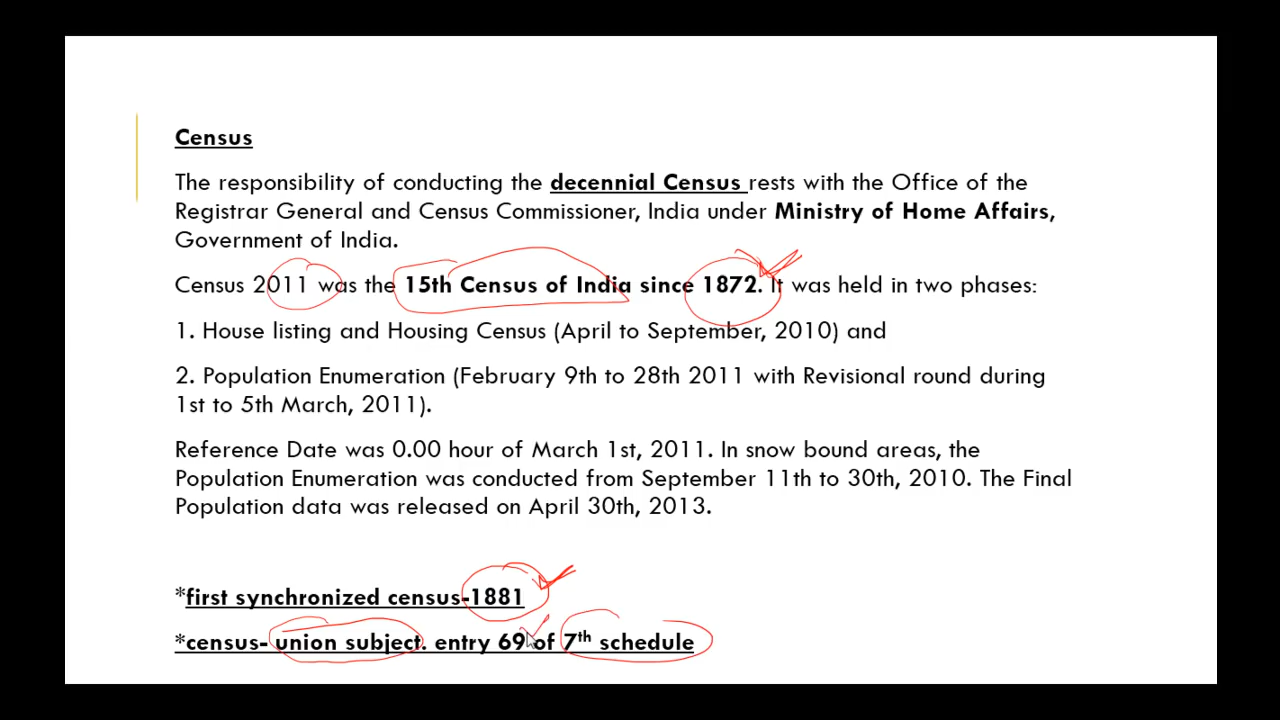 Census
The responsibility of conducting the decennial Census rests with the Office of the
Registrar General and Census Commissioner, India under Ministry of Home Affairs,
Government of India.
Census 2011 was the 15th Census of India since 1872. It was held in two phases:
1. House listing and Housing Census (April to September, 2010) and
2. Population Enumeration (February 9th to 28th 2011 with Revisional round during
1st to 5th March, 2011).
Reference Date was 0.00 hour of March 1st, 2011. In snow bound areas, the
Population Enumeration was conducted from September 11th to 30th, 2010. The Final
Population data was released on April 30th, 2013.
*first synchronized census-1881
*census- union subject. entry 69 of 7th schedule